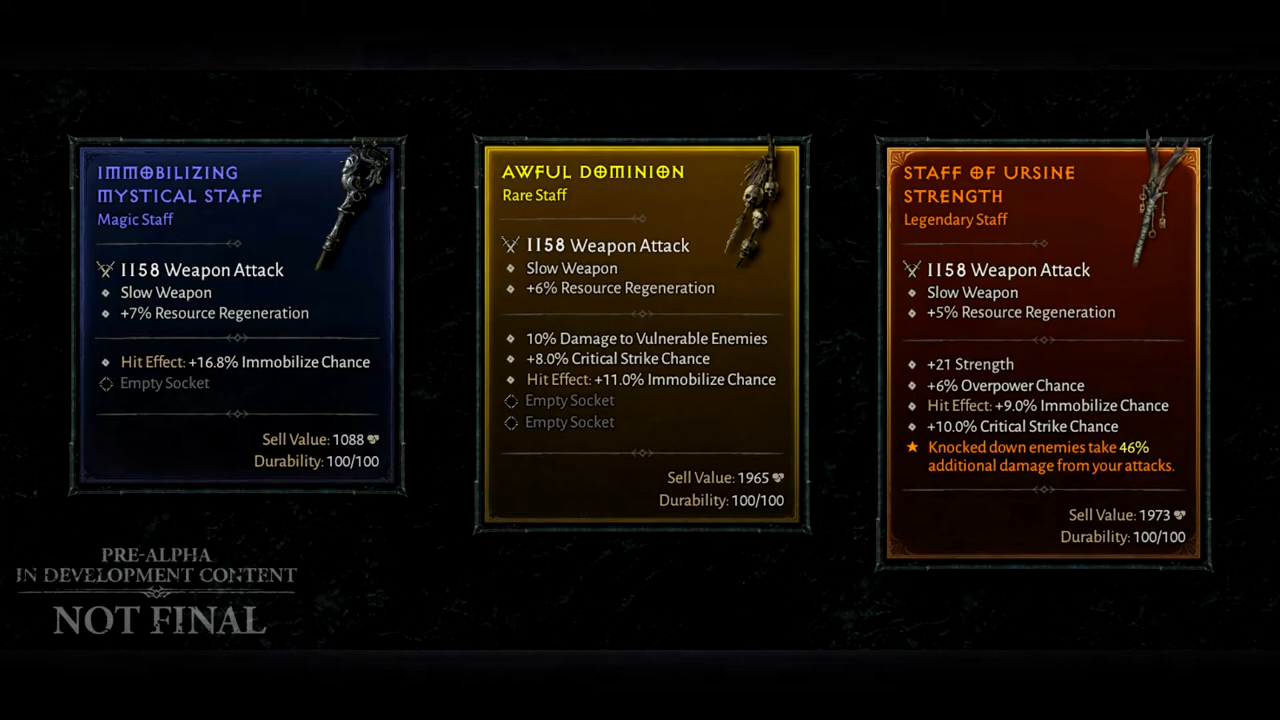 IMMOBILIZING
MYSTICAL STAFF
Magic Staff
1158 Weapon Attack
Slow Weapon
+7% Resource Regeneration
Hit Effect: +16.8% Immobilize Chance
Empty Socket
Sell Value: 1088
Durability: 100/100
AWFUL DOMINION
Rare Staff
1158 Weapon Attack
Slow Weapon
+6% Resource Regeneration
10% Damage to Vulnerable Enemies
+8.0% Critical Strike Chance
Hit Effect: +11.0% Immobilize Chance
Empty Socket
Empty Socket
Sell Value: 1965
Durability: 100/100
STAFF OF URSINE
STRENGTH
Legendary Staff
1158 Weapon Attack
Slow Weapon
+5% Resource Regeneration
+21 Strength
+6% Overpower Chance
Hit Effect: +9.0% Immobilize Chance
+10.0% Critical Strike Chance
Knocked down enemies take 46%
additional damage from your attacks.
Sell Value: 1973
Durability: 100/100
PRE-ALPHA
IN DEVELOPMENT CONTENT
NOT FINAL